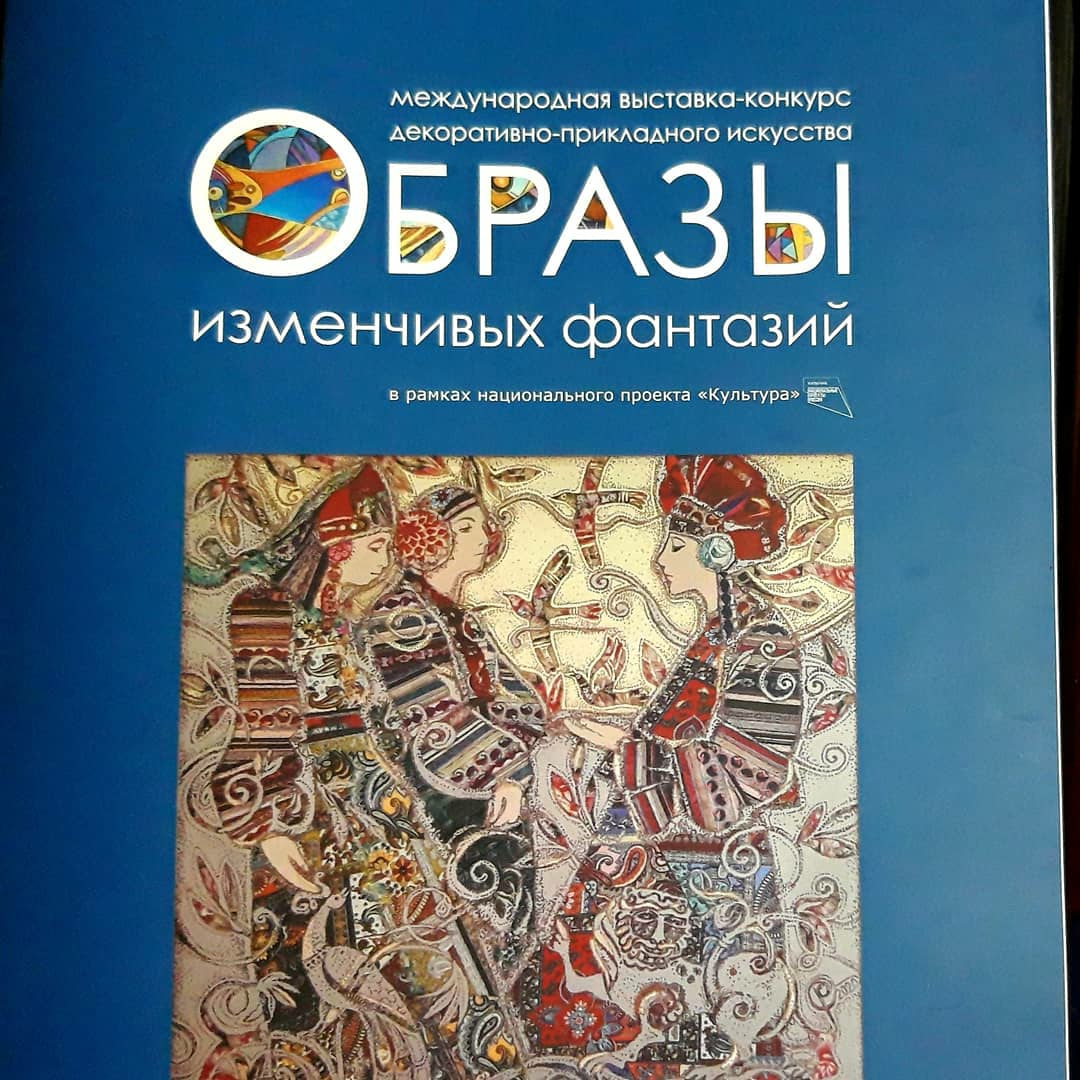 международная выставка-конкурс
декоративно-прикладного искусства
ОБРАЗЫ
изменчивых фантазий
в рамках национального проекта «Культура»